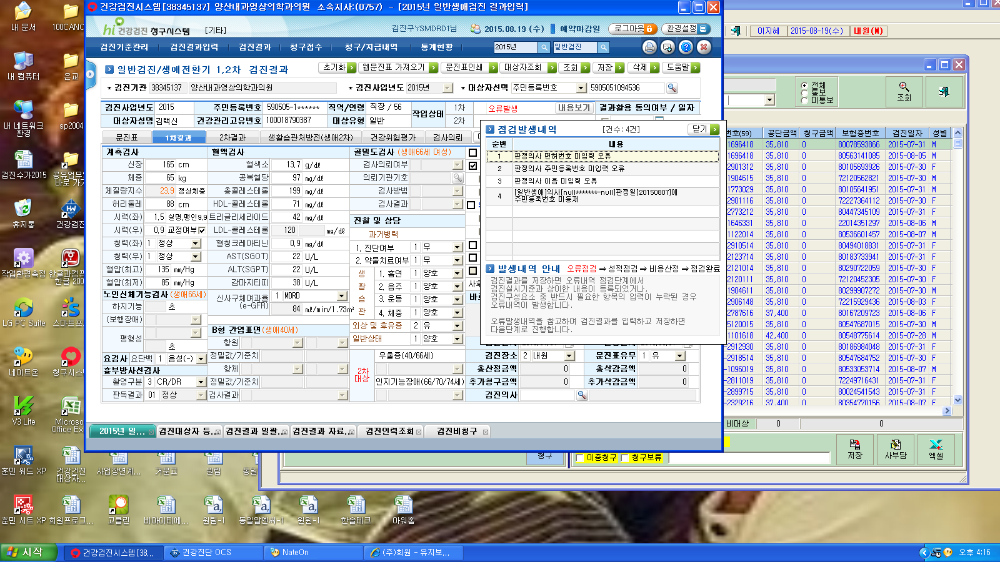 건강검진시스템[38345137] 양산내과영상의학과의원 소속지사:(0757) - [2015년 일반생애검진 결과입력]
hi 건강검진 청구시스템 [기타]
김진구YSMDRD1님 2015.08.19 (수) 예약마감일 로그아웃 환경설정
검진기준관리 검진결과입력 검진결과 청구접수 청구/지급내역 통계현황 2015년 일반검진
일반검진/생애전환기 1,2차 검진결과
초기화 웹문진표 가져오기 문진표인쇄 대상자조회 조회 저장 삭제 도움말
* 검진기관 38345137 양산내과영상의학과의원 * 검진사업년도 2015년 * 대상자선택 주민등록번호 5905051094536
검진사업년도 2015 주민등록번호 590505-1****** 직역/연령 직장 / 56 작업상태 1차 오류발생 내용보기 결과활용 동의여부 / 일자
대상자성명 김택신 건강관리고유번호 100018790387 대상유형 일반 2차
문진표 1차결과 2차결과 생활습관처방전(생애2차) 건강위험평가 검사의뢰
계측검사
신장 165 cm
체중 65 kg
체질량지수 23.9 정상체중
허리둘레 88 cm
시력(좌) 1.5 실명,맹인9.9
시력(우) 0.9 교정여부
청력(좌) 1 정상
청력(우) 1 정상
혈압(최고) 135 mm/Hg
혈압(최저) 85 mm/Hg
노인신체기능검사 (생애66세)
하지기능 초
(보행장애)
평형성
초
요검사 요단백 1 음성(-)
흉부방사선검사
촬영구분 3 CR/DR
판독결과 01 정상
혈액검사
혈색소 13.7 g/dℓ
공복혈당 97 mg/dℓ
총콜레스테롤 199 mg/dℓ
HDL-콜레스테롤 71 mg/dℓ
트리글리세라이드 42 mg/dℓ
LDL-콜레스테롤 120 mg/dℓ
혈청크레아티닌 0.9 mg/dℓ
AST(SGOT) 22 U/L
ALT(SGPT) 22 U/L
감마지티피 38 U/L
신사구체여과율 (e-GFR) 1 MDRD
84 mℓ/min/1.73m²
B형 간염표면(생애40세)
항원
정밀값/기준치
항체
정밀값/기준치
검사결과
골밀도검사 (생애66세 여성)
검사의뢰여부
의뢰기관기호
검사방법
검사결과
진찰 및 상담
과거병력
1. 진단여부 1 무
2. 약물치료여부 1 무
생활습관
1. 흡연 1 양호
2. 음주 1 양호
3. 운동 1 양호
4. 체중 1 양호
외상 및 후유증 2 유
일반상태 1 양호
2차대상
우울증(40/66세)
인지기능장애(66/70/74세)
점검발생내역 [건수: 4건] 닫기
순번 내용
1 판정의사 면허번호 미입력 오류
2 판정의사 주민등록번호 미입력 오류
3 판정의사 이름 미입력 오류
4 [일반생애]의사[null*******null]판정일[20150807]에
주민등록번호 미등재
발생내역 안내 오류점검 ⇒ 성적점검 ⇒ 비용산정 ⇒ 점검완료
검진결과를 저장하면 오류내역 점검단계에서
검진실시기준과 상이한 내용이 등록되었거나,
검진구성요소 중 반드시 필요한 항목의 입력이 누락된 경우
오류내역이 발생합니다.
오류발생내역을 참고하여 검진결과를 입력하고 저장하면
다음단계로 진행합니다.
검진장소 2 내원 문진표유무 1 유
총산정금액 0 총삭감금액 0
추가청구금액 0 추가삭감금액 0
검진의사
2015년 일... 검진대상자 등.. 검진결과 일괄.. 검진결과 자료.. 검진인력조회 검진비청구
이지혜 2015-08-19(수) 내원(M)
전체
통보
미통보
조회
번호(59) 공단금액 청구금액 보험증번호 검진일자 성별
1696418 35,810 0 80078593866 2015-07-31 M
1696418 35,810 0 80563141085 2015-08-05 M
2901312 35,810 0 80105693926 2015-07-30 F
1904615 35,810 0 72120562821 2015-07-30 M
1773029 35,810 0 80105641951 2015-07-31 M
2901116 35,810 0 72227364112 2015-07-30 F
2773212 35,810 0 80447345109 2015-07-31 F
1646331 35,810 0 22014351297 2015-08-06 M
1122014 35,810 0 80536601457 2015-08-07 M
2910514 35,810 0 80494018831 2015-07-31 F
2123714 35,810 0 80183733941 2015-07-31 F
2121014 35,810 0 80290722059 2015-07-30 F
2120111 35,810 0 72120452305 2015-07-30 F
1904611 35,810 0 80299907272 2015-07-30 M
2906148 35,810 0 72215929436 2015-08-03 F
2787616 37,400 0 80167209723 2015-08-06 F
5120015 35,810 0 80547687015 2015-07-30 M
1101618 42,400 0 80548775614 2015-07-28 M
2912930 35,810 0 80186984048 2015-07-31 F
2918514 35,810 0 80547684752 2015-07-30 F
1096019 35,810 0 80533053714 2015-08-07 M
2811019 35,810 0 72249716431 2015-07-31 F
2899715 35,810 0 80024541543 2015-07-31 F
2329216 37,400 0 80354770156 2015-08-07 F
비대상 0 0
청구 이중청구 청구보류 저장 사부담 엑셀
내 문서 100CANO
내 컴퓨터 은교
내 네트워크 환경 sp2004
검진수가2015 공유업무 바로 가
휴지통 건강검진
작업환경측정 한글과컴퓨 한글 200
LG PC Suite 스마트포
네이트온 청구시스
V3 Lite Microso Office Ex
훈민 워드 XP 건강검진 대상자... 사업장연계... 거문고 원림 동일
훈민 시트 XP 회원프로그... 고클린 비아이티에... 원림-1 동일알엔씨-1 윈윈-1 한솔테크 아워홈
시작 건강검진시스템[38,... 건강진단 OCS NateOn (주)회원 - 유지보... 오후 4:16